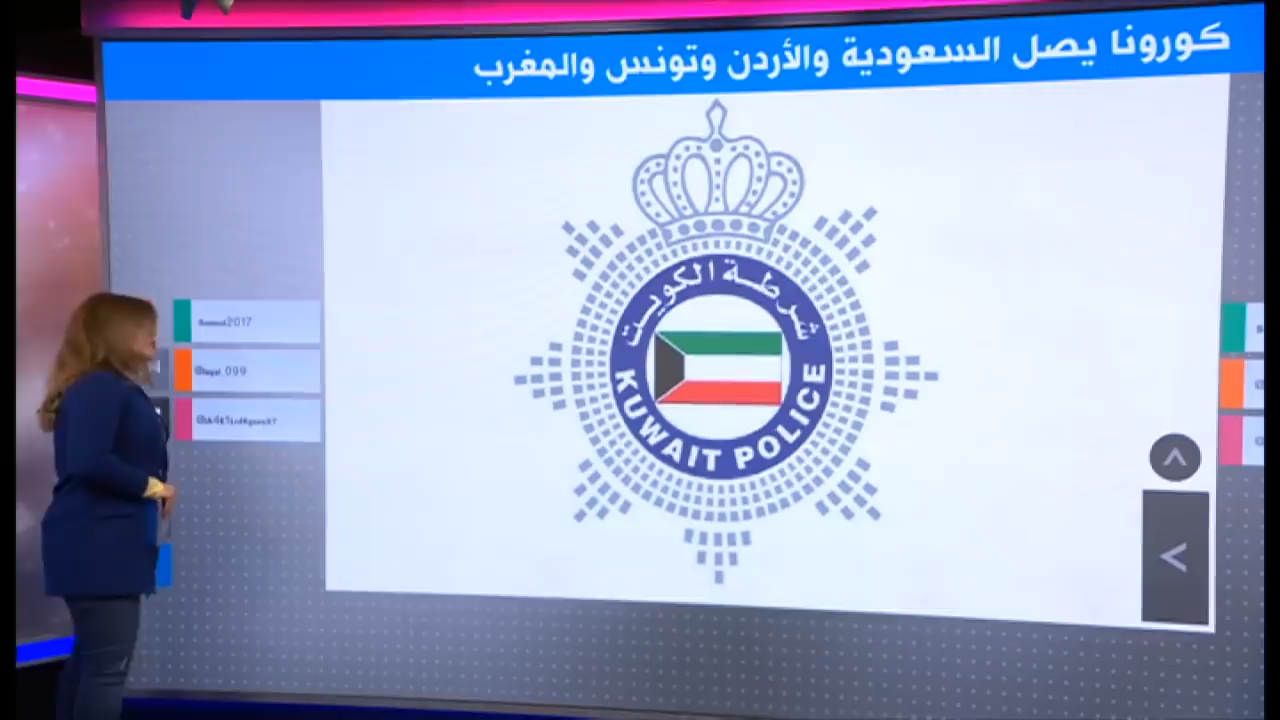 كورونا يصل السعودية والأردن وتونس والمغرب
شرطة الكويت
KUWAIT POLICE